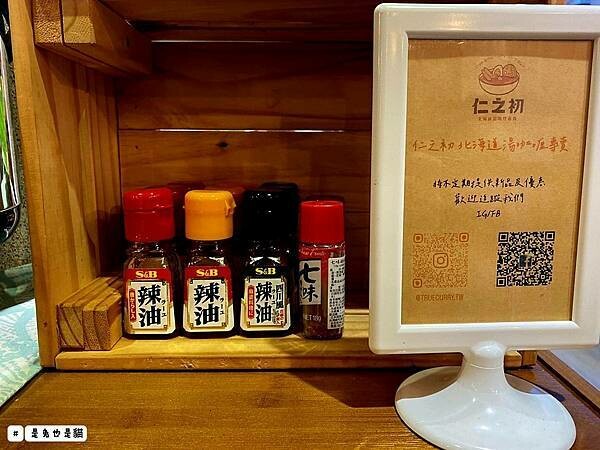 仁之初
仁之初 北海道湯咖哩專賣
將不定期提供新品及優惠
歡迎追蹤我們
IG/FB
@TRUECURRY.TW
S&B
辣油
S&B
辣油
S&B
辣油
七味
# 是兔也是貓